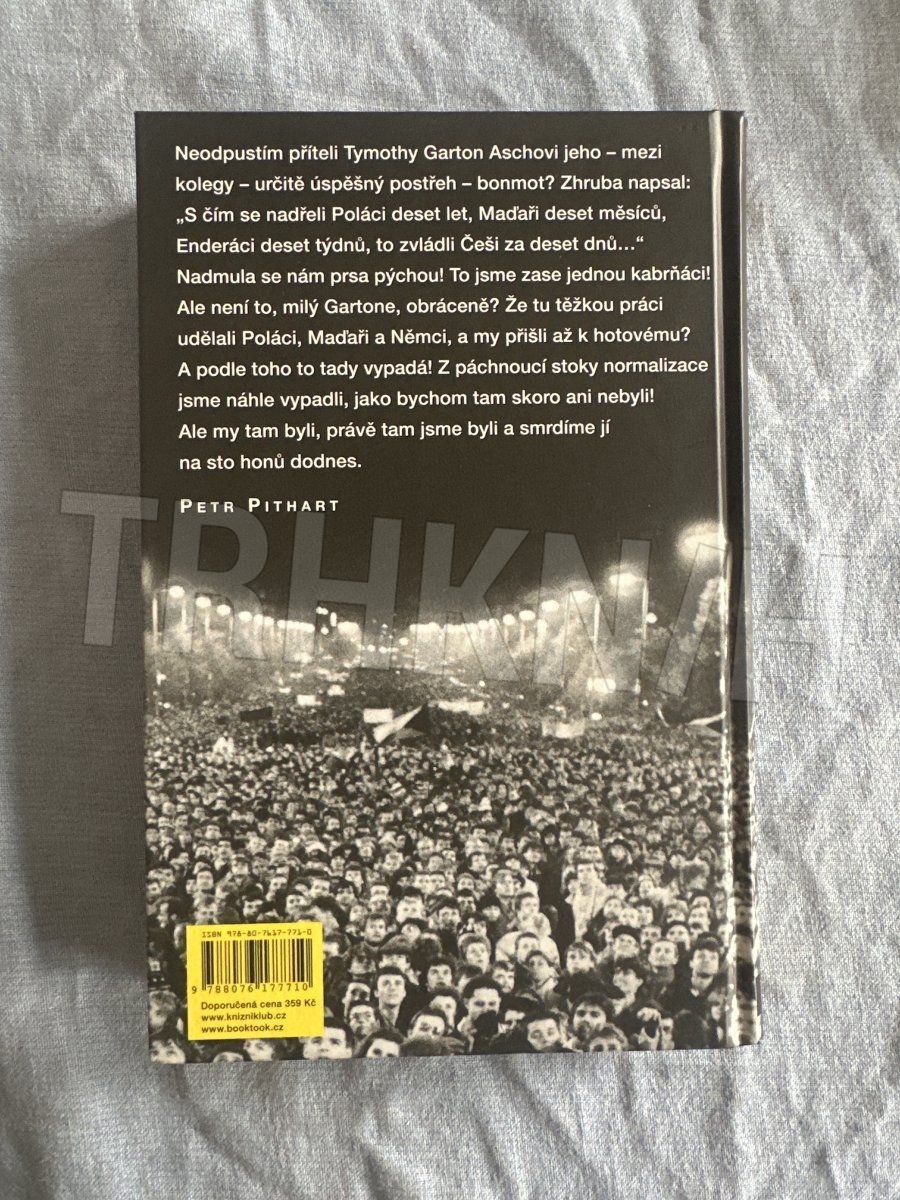 Neodpustím příteli Tymothy Garton Aschovi jeho – mezi
kolegy – určitě úspěšný postřeh – bonmot? Zhruba napsal:
„S čím se nadřeli Poláci deset let, Maďaři deset měsíců,
Enderáci deset týdnů, to zvládli Češi za deset dnů…“
Nadmula se nám prsa pýchou! To jsme zase jednou kabrňáci!
Ale není to, milý Gartone, obráceně? Že tu těžkou práci
udělali Poláci, Maďaři a Němci, a my přišli až k hotovému?
A podle toho to tady vypadá! Z páchnoucí stoky normalizace
jsme náhle vypadli, jako bychom tam skoro ani nebyli!
Ale my tam byli, právě tam jsme byli a smrdíme jí
na sto honů dodnes.
PETR PITHART
ISBN 978-80-7617-771-0
9 788076 177710
Doporučená cena 359 Kč
www.knizniklub.cz
www.booktook.cz